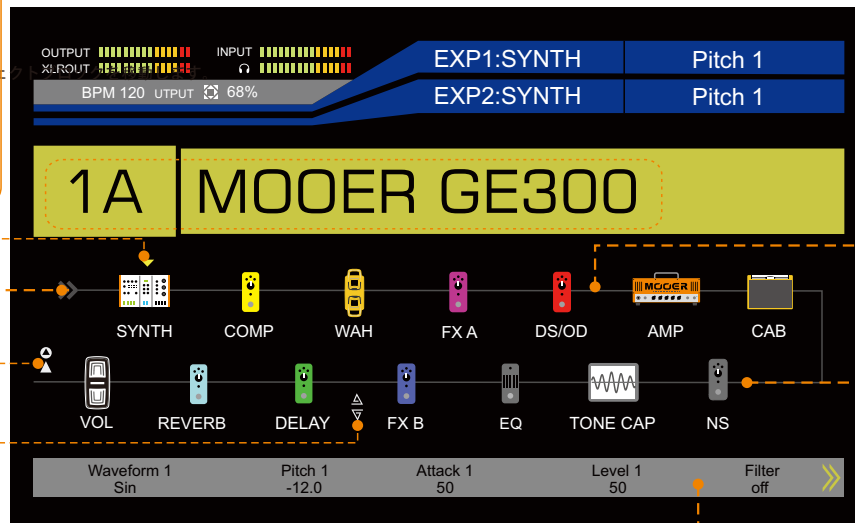 OUTPUT INPUT
XLROUT
BPM 120 UTPUT 68%
EXP1:SYNTH Pitch 1
EXP2:SYNTH Pitch 1
1A MOOER GE300
SYNTH COMP WAH FX A DS/OD AMP CAB
MOOER
VOL REVERB DELAY FX B EQ TONE CAP NS
Waveform 1 Pitch 1 Attack 1 Level 1 Filter
Sin -12.0 50 50 off